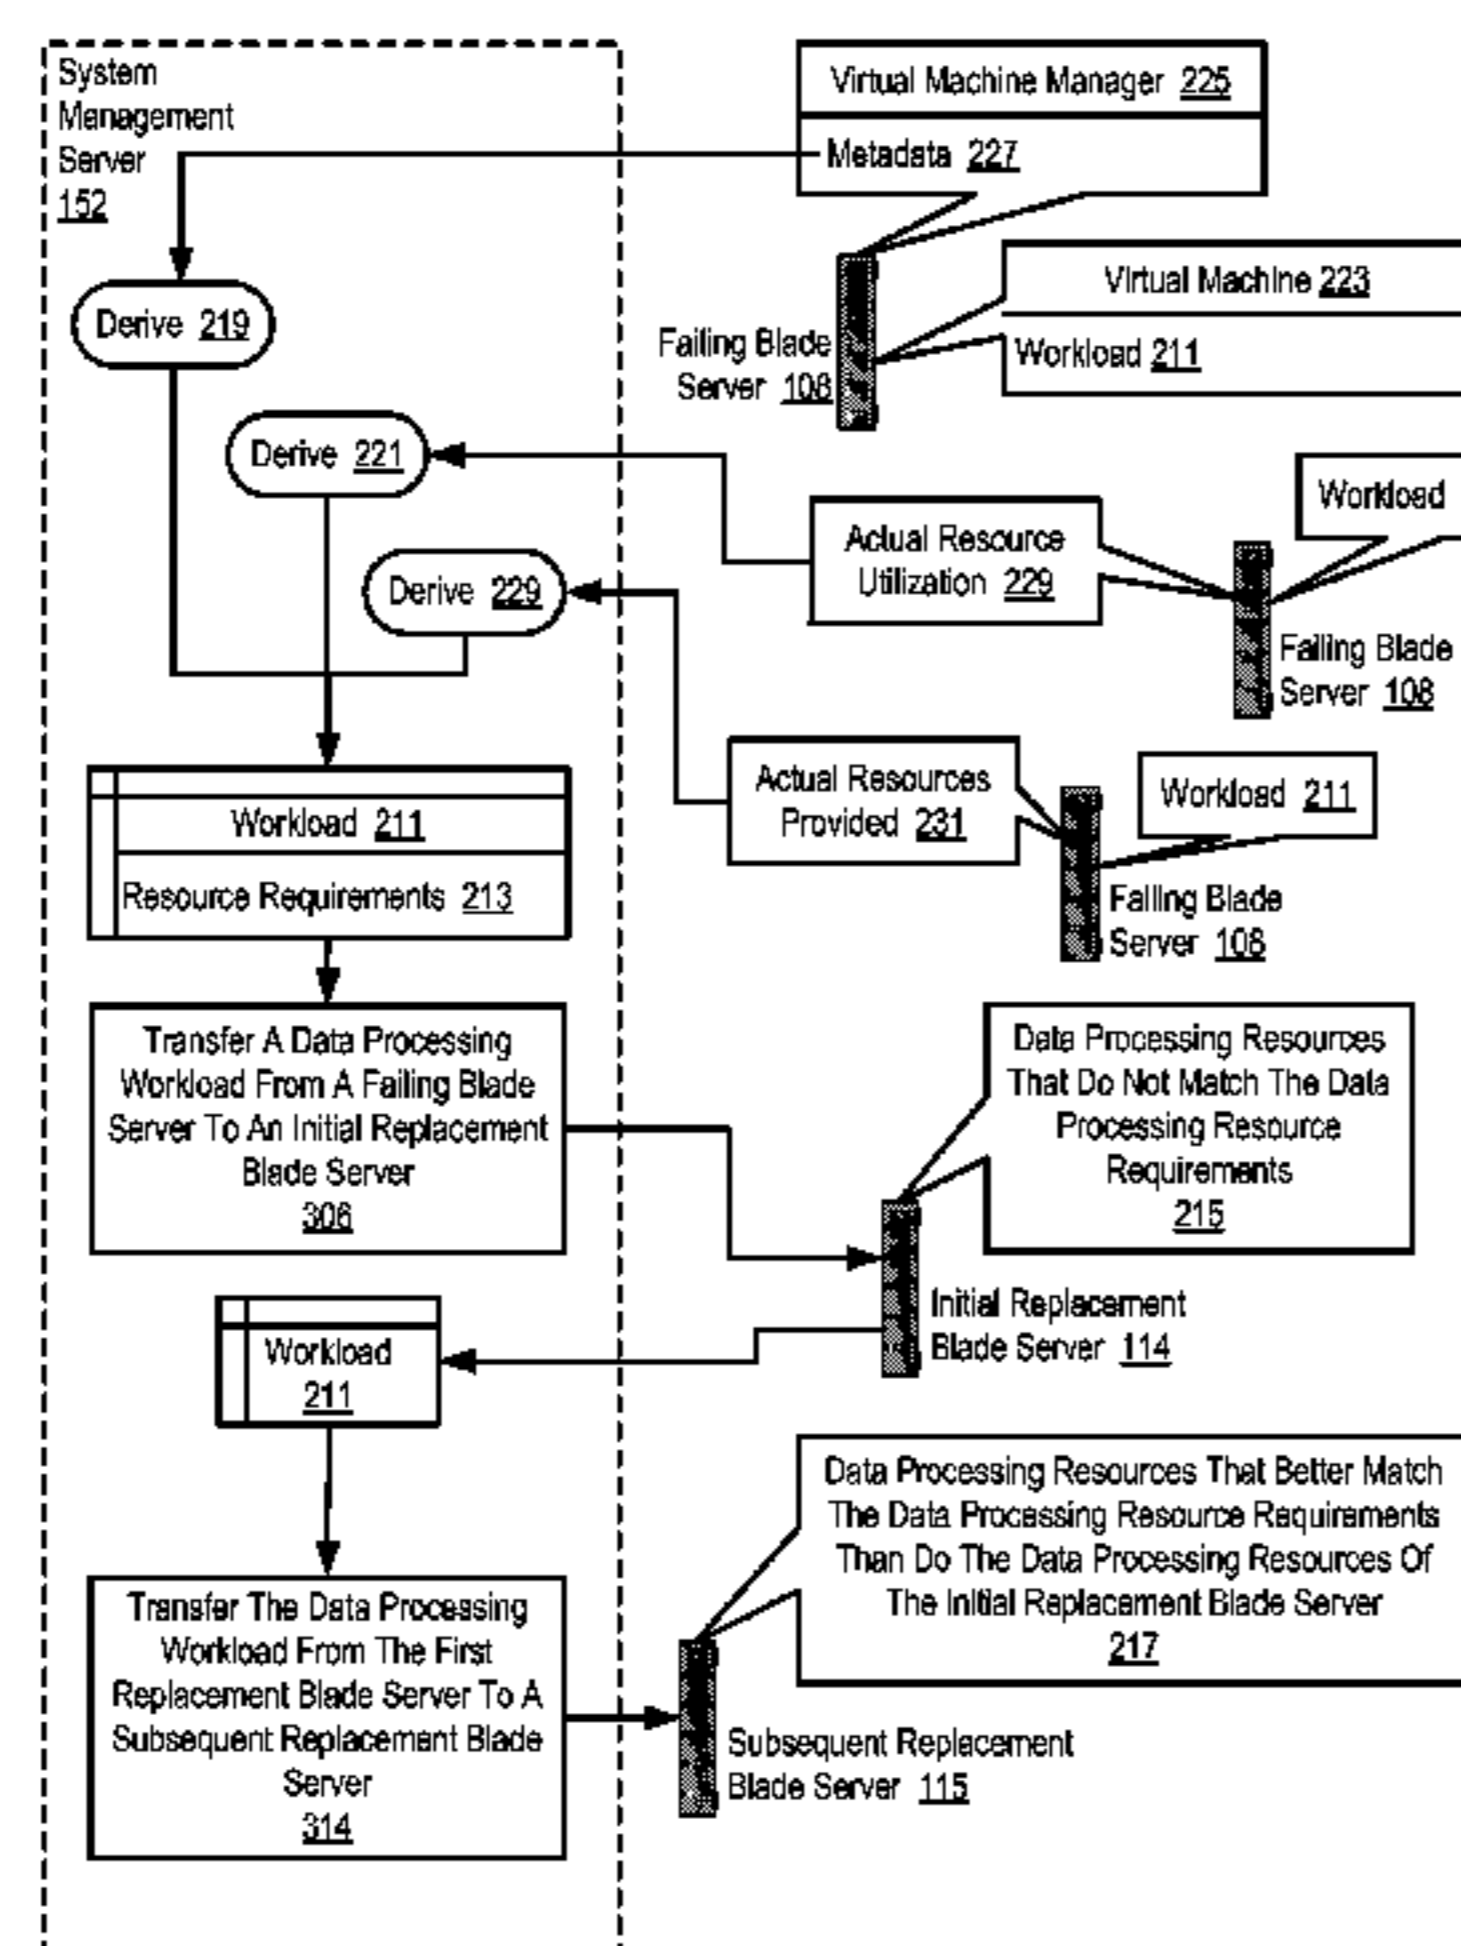 System
Management
Server
152
Virtual Machine Manager 225
Metadata 227
Derive 219
Virtual Machine 223
Workload 211
Failing Blade
Server 108
Derive 221
Workload
Actual Resource
Utilization 229
Derive 229
Failing Blade
Server 108
Actual Resources
Provided 231
Workload 211
Failing Blade
Server 108
Workload 211
Resource Requirements 213
Transfer A Data Processing
Workload From A Failing Blade
Server To An Initial Replacement
Blade Server
306
Data Processing Resources
That Do Not Match The Data
Processing Resource
Requirements
215
Initial Replacement
Blade Server 114
Workload
211
Data Processing Resources That Better Match
The Data Processing Resource Requirements
Than Do The Data Processing Resources Of
The Initial Replacement Blade Server
217
Transfer The Data Processing
Workload From The First
Replacement Blade Server To A
Subsequent Replacement Blade
Server
314
Subsequent Replacement
Blade Server 115